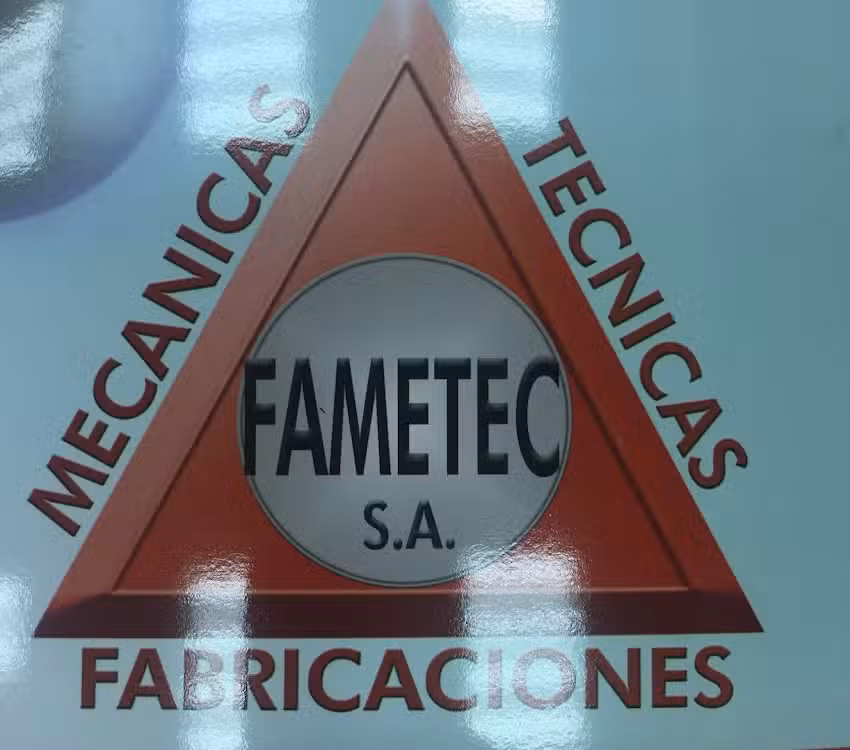 MECANICAS
TECNICAS
FAMETEC
S.A.
FABRICACIONES